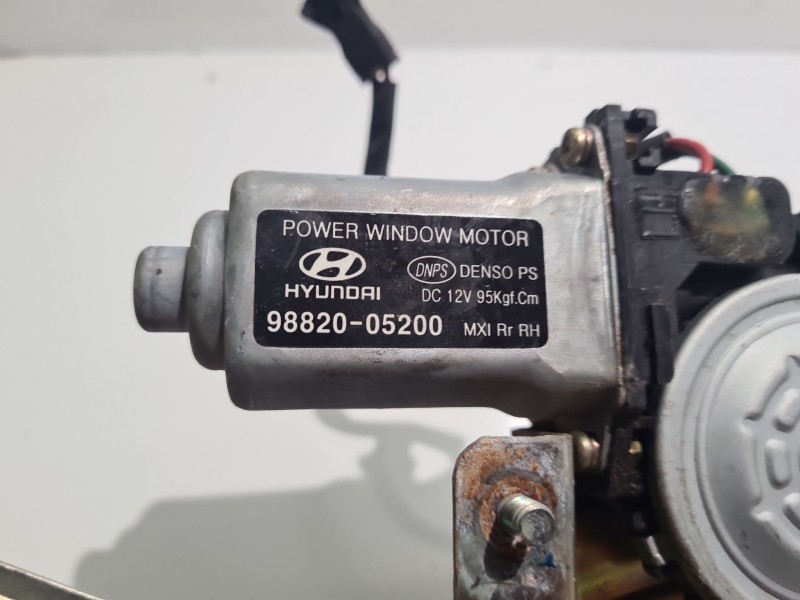 POWER WINDOW MOTOR
HYUNDAI
DNPS DENSO PS
DC 12V 95Kgf.Cm
98820-05200 MXI Rr RH